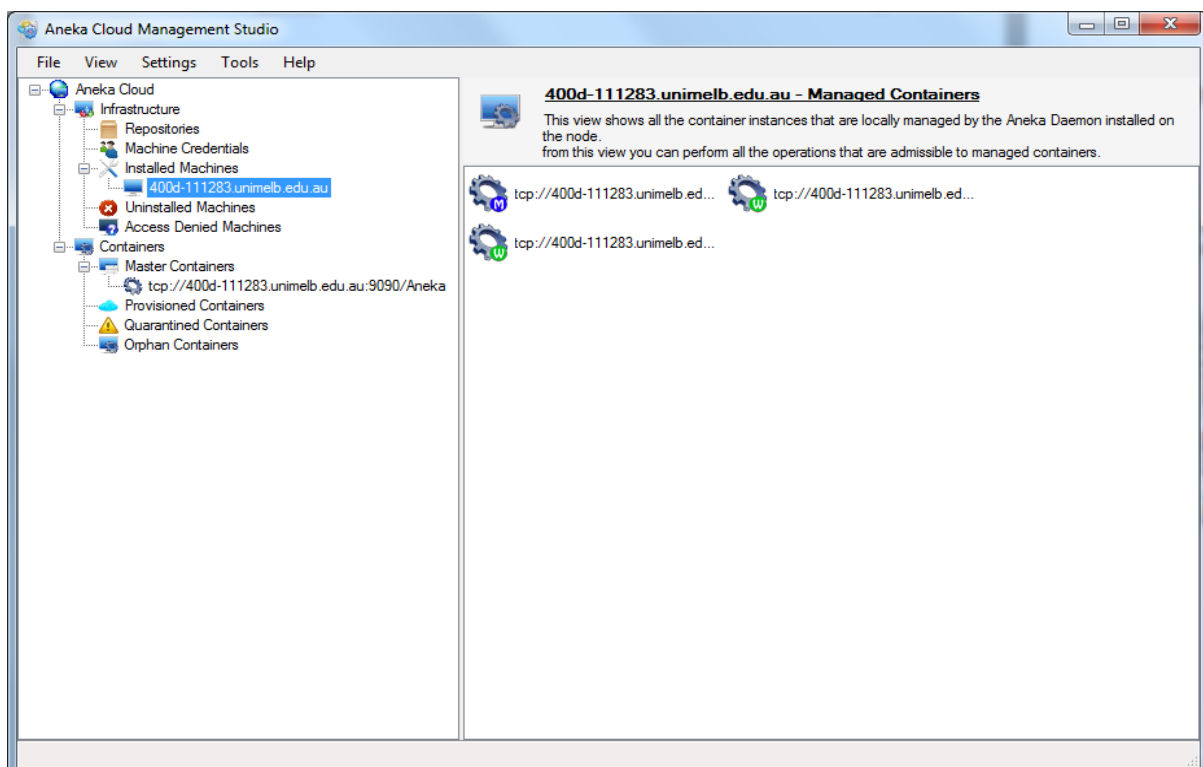 Aneka Cloud Management Studio
File View Settings Tools Help
Aneka Cloud
Infrastructure
Repositories
Machine Credentials
Installed Machines
400d-111283.unimelb.edu.au
Uninstalled Machines
Access Denied Machines
Containers
Master Containers
tcp://400d-111283.unimelb.edu.au:9090/Aneka
Provisioned Containers
Quarantined Containers
Orphan Containers
400d-111283.unimelb.edu.au - Managed Containers
This view shows all the container instances that are locally managed by the Aneka Daemon installed on
the node.
from this view you can perform all the operations that are admissible to managed containers.
M tcp://400d-111283.unimelb.ed... W tcp://400d-111283.unimelb.ed...
W tcp://400d-111283.unimelb.ed...